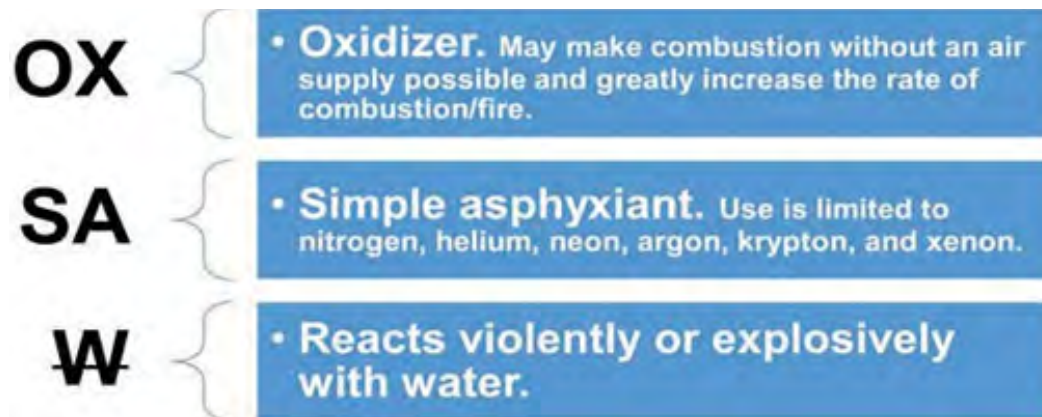 OX
• Oxidizer. May make combustion without an air
supply possible and greatly increase the rate of
combustion/fire.
SA
• Simple asphyxiant. Use is limited to
nitrogen, helium, neon, argon, krypton, and xenon.
W
• Reacts violently or explosively
with water.